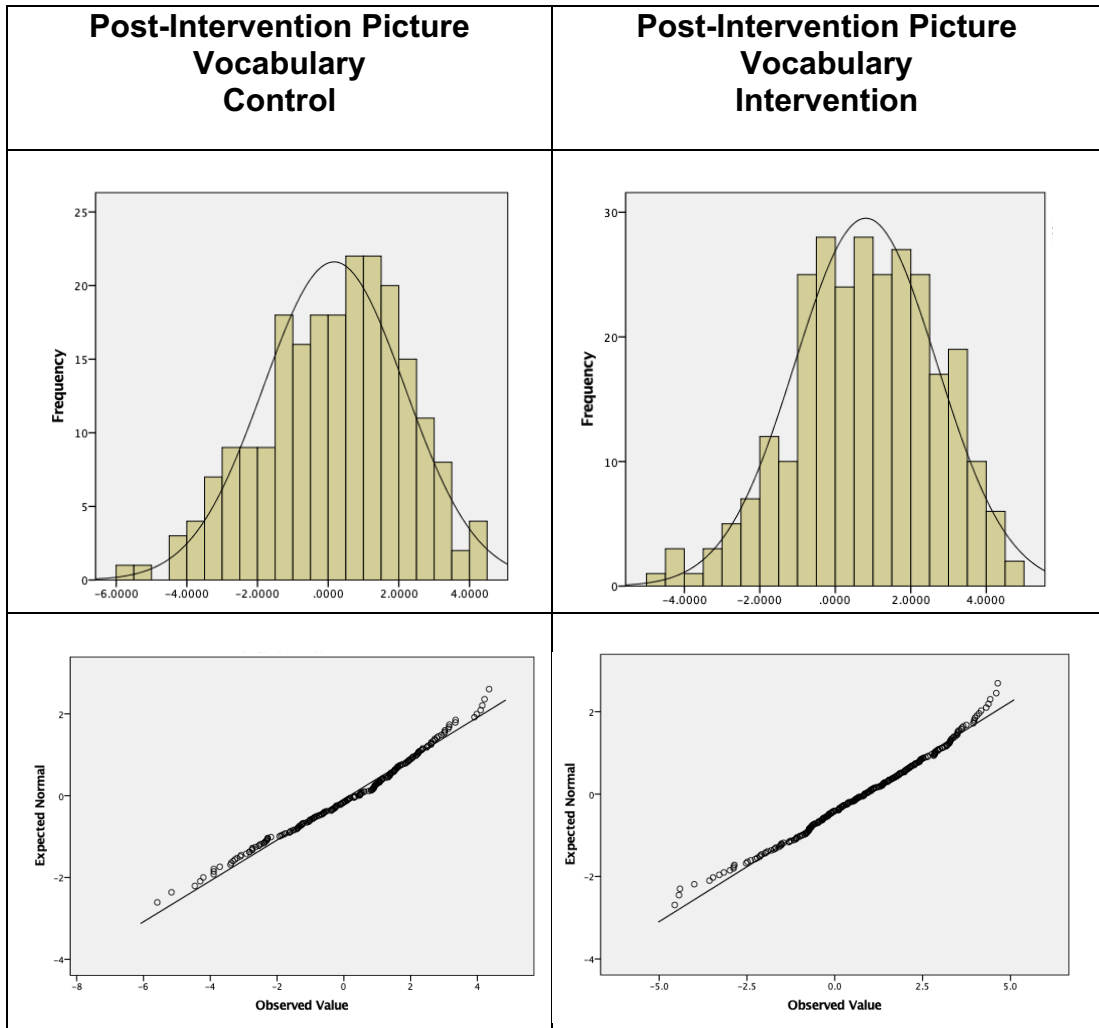 Post-Intervention Picture
Vocabulary
Control
Post-Intervention Picture
Vocabulary
Intervention
25
20
15
10
5
0
Frequency
-6.0000 -4.0000 -2.0000 .0000 2.0000 4.0000
30
20
10
0
Frequency
-4.0000 -2.0000 .0000 2.0000 4.0000
2
0
-2
-4
Expected Normal
-8 -6 -4 -2 0 2 4
Observed Value
2
0
-2
-4
Expected Normal
-5.0 -2.5 0.0 2.5 5.0
Observed Value